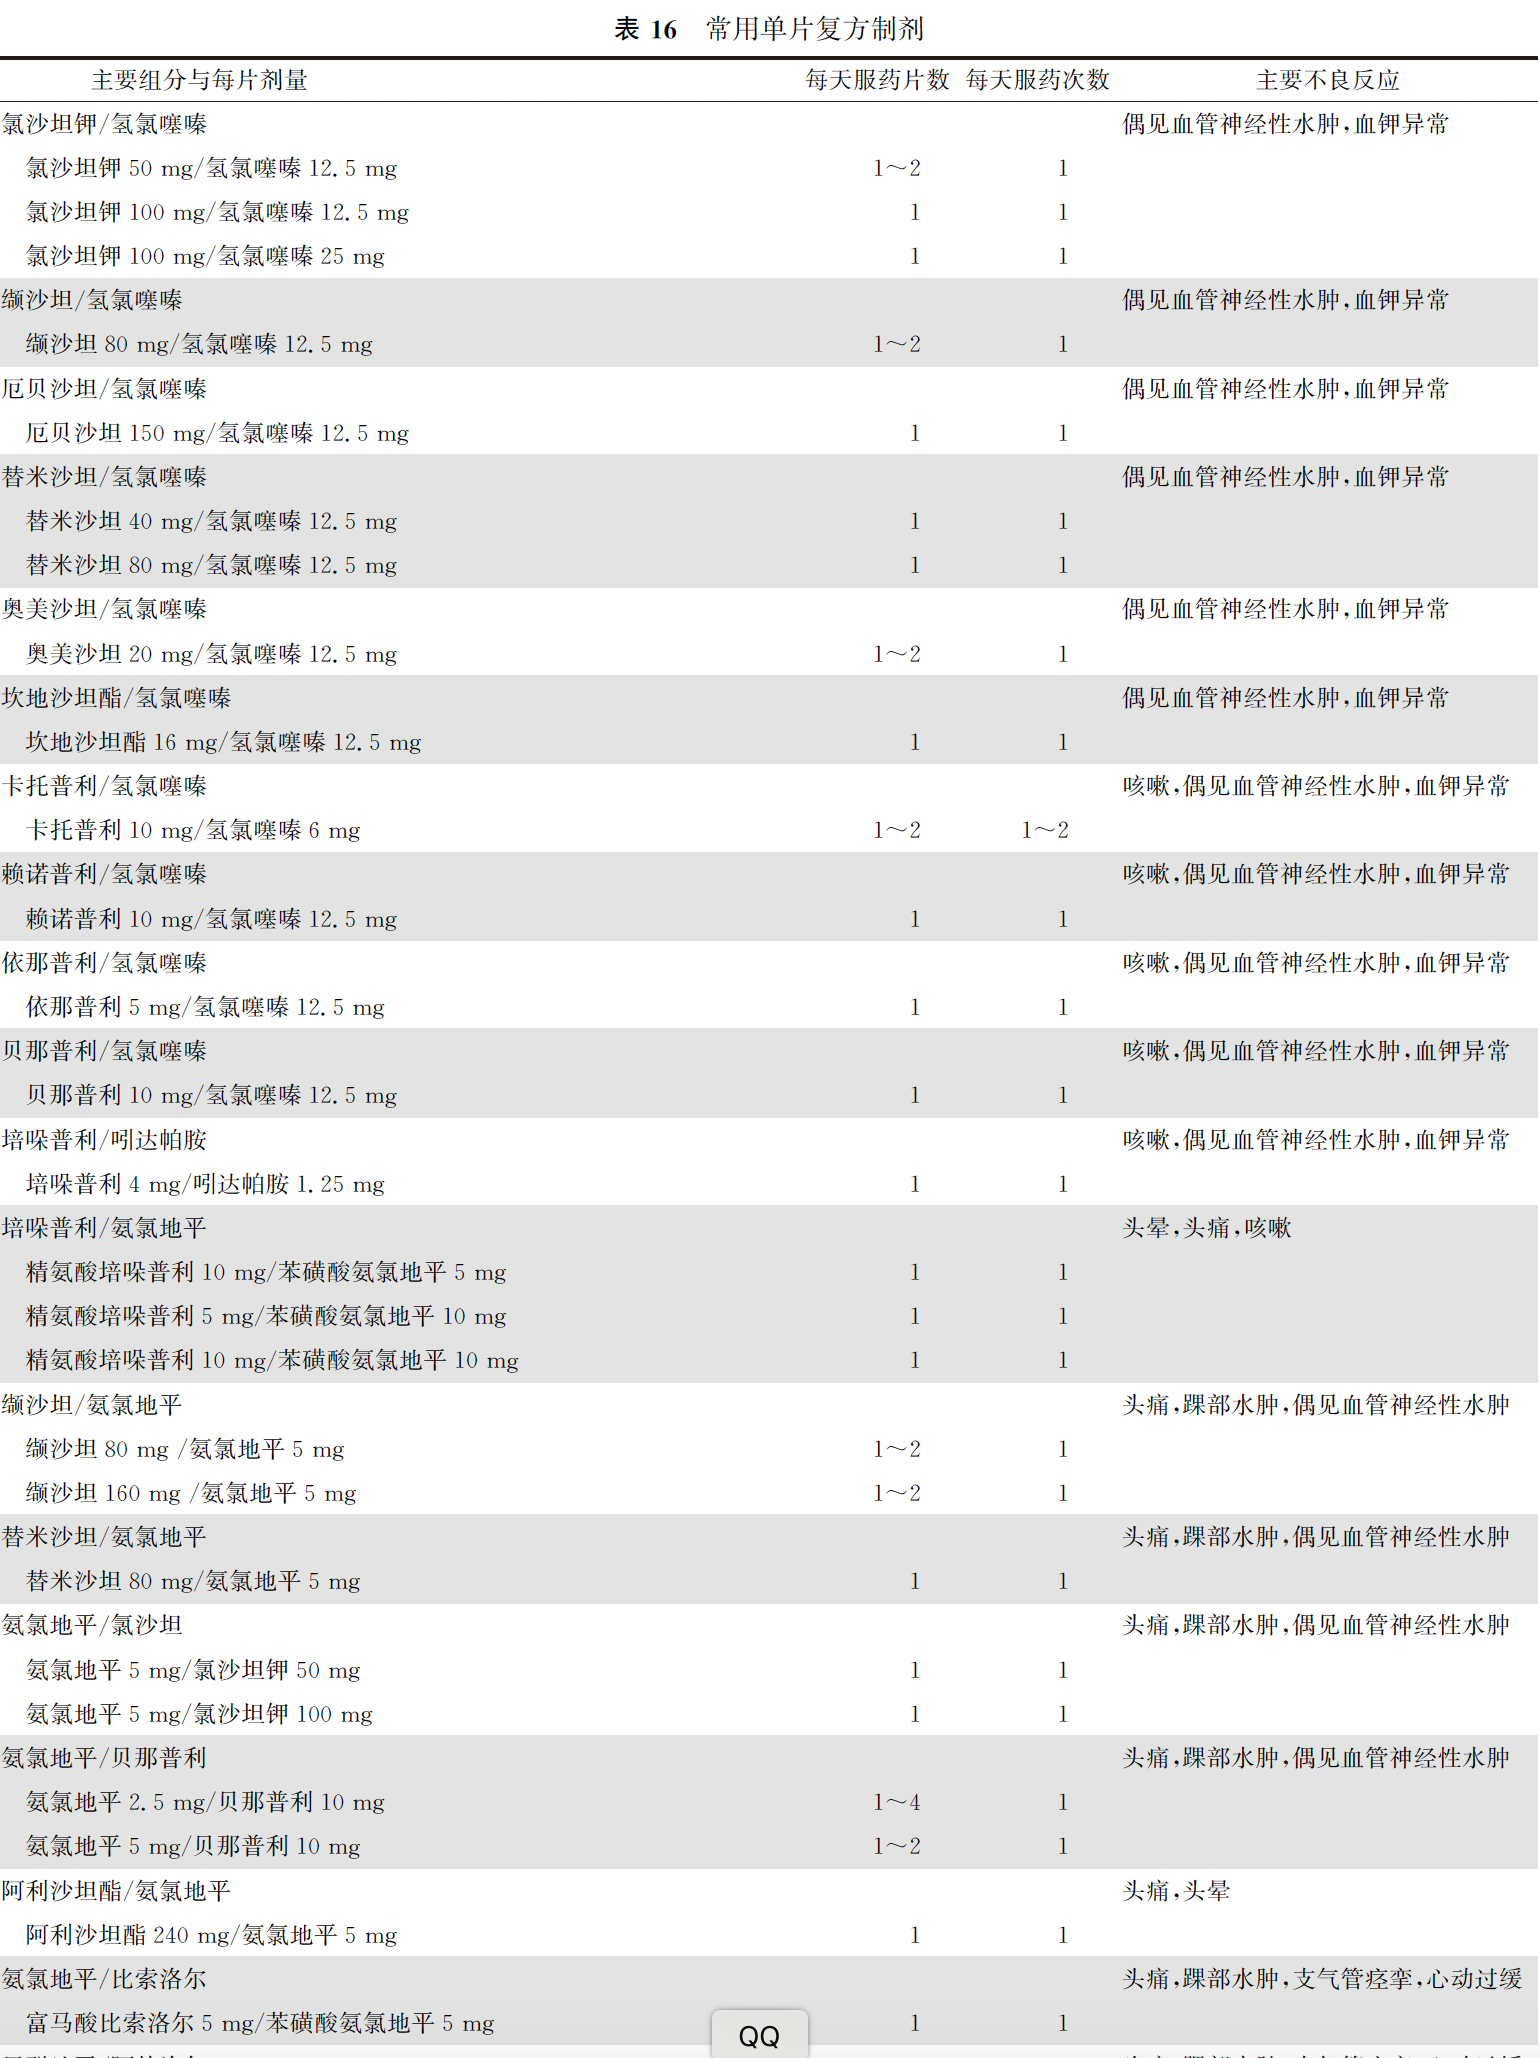 表 16 常用单片复方制剂
主要组分与每片剂量 每天服药片数 每天服药次数 主要不良反应
氯沙坦钾/氢氯噻嗪 偶见血管神经性水肿,血钾异常
氯沙坦钾 50 mg/氢氯噻嗪 12.5 mg 1～2 1
氯沙坦钾 100 mg/氢氯噻嗪 12.5 mg 1 1
氯沙坦钾 100 mg/氢氯噻嗪 25 mg 1 1
缬沙坦/氢氯噻嗪 偶见血管神经性水肿,血钾异常
缬沙坦 80 mg/氢氯噻嗪 12.5 mg 1～2 1
厄贝沙坦/氢氯噻嗪 偶见血管神经性水肿,血钾异常
厄贝沙坦 150 mg/氢氯噻嗪 12.5 mg 1 1
替米沙坦/氢氯噻嗪 偶见血管神经性水肿,血钾异常
替米沙坦 40 mg/氢氯噻嗪 12.5 mg 1 1
替米沙坦 80 mg/氢氯噻嗪 12.5 mg 1 1
奥美沙坦/氢氯噻嗪 偶见血管神经性水肿,血钾异常
奥美沙坦 20 mg/氢氯噻嗪 12.5 mg 1～2 1
坎地沙坦酯/氢氯噻嗪 偶见血管神经性水肿,血钾异常
坎地沙坦酯 16 mg/氢氯噻嗪 12.5 mg 1 1
卡托普利/氢氯噻嗪 咳嗽,偶见血管神经性水肿,血钾异常
卡托普利 10 mg/氢氯噻嗪 6 mg 1～2 1～2
赖诺普利/氢氯噻嗪 咳嗽,偶见血管神经性水肿,血钾异常
赖诺普利 10 mg/氢氯噻嗪 12.5 mg 1 1
依那普利/氢氯噻嗪 咳嗽,偶见血管神经性水肿,血钾异常
依那普利 5 mg/氢氯噻嗪 12.5 mg 1 1
贝那普利/氢氯噻嗪 咳嗽,偶见血管神经性水肿,血钾异常
贝那普利 10 mg/氢氯噻嗪 12.5 mg 1 1
培哚普利/吲达帕胺 咳嗽,偶见血管神经性水肿,血钾异常
培哚普利 4 mg/吲达帕胺 1.25 mg 1 1
培哚普利/氨氯地平 头晕,头痛,咳嗽
精氨酸培哚普利 10 mg/苯磺酸氨氯地平 5 mg 1 1
精氨酸培哚普利 5 mg/苯磺酸氨氯地平 10 mg 1 1
精氨酸培哚普利 10 mg/苯磺酸氨氯地平 10 mg 1 1
缬沙坦/氨氯地平 头痛,踝部水肿,偶见血管神经性水肿
缬沙坦 80 mg /氨氯地平 5 mg 1～2 1
缬沙坦 160 mg /氨氯地平 5 mg 1～2 1
替米沙坦/氨氯地平 头痛,踝部水肿,偶见血管神经性水肿
替米沙坦 80 mg/氨氯地平 5 mg 1 1
氨氯地平/氯沙坦 头痛,踝部水肿,偶见血管神经性水肿
氨氯地平 5 mg/氯沙坦钾 50 mg 1 1
氨氯地平 5 mg/氯沙坦钾 100 mg 1 1
氨氯地平/贝那普利 头痛,踝部水肿,偶见血管神经性水肿
氨氯地平 2.5 mg/贝那普利 10 mg 1～4 1
氨氯地平 5 mg/贝那普利 10 mg 1～2 1
阿利沙坦酯/氨氯地平 头痛,头晕
阿利沙坦酯 240 mg/氨氯地平 5 mg 1 1
氨氯地平/比索洛尔 头痛,踝部水肿,支气管痉挛,心动过缓
富马酸比索洛尔 5 mg/苯磺酸氨氯地平 5 mg 1 1
QQ